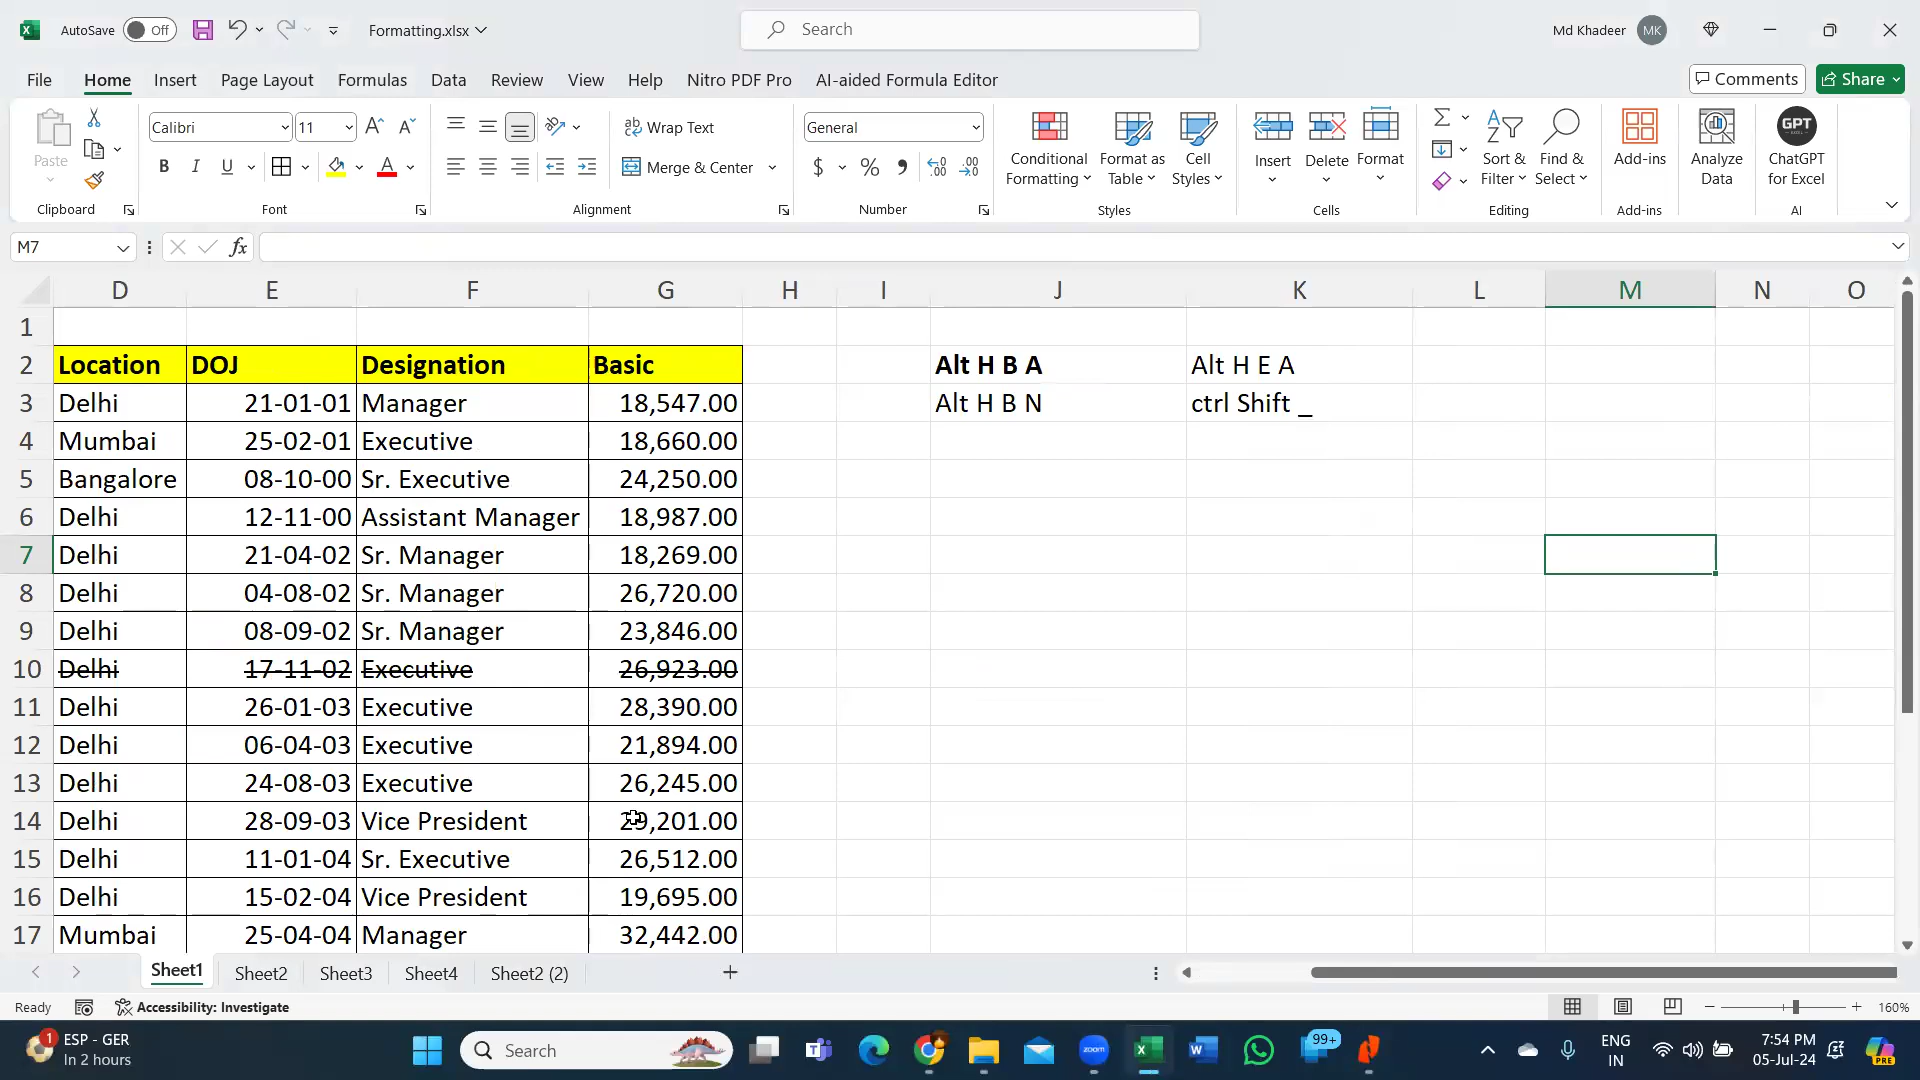 AutoSave Off Formatting.xlsx Search Md Khadeer MK
File Home Insert Page Layout Formulas Data Review View Help Nitro PDF Pro AI-aided Formula Editor Comments Share
Paste Calibri 11 Wrap Text General Conditional Formatting Format as Table Cell Styles Insert Delete Format Sort & Filter Find & Select Add-ins Analyze Data ChatGPT for Excel
B I U Merge & Center $ %
Clipboard Font Alignment Number Styles Cells Editing Add-ins AI
M7 fx
D E F G H I J K L M N O
1
2 Location DOJ Designation Basic Alt H B A Alt H E A
3 Delhi 21-01-01 Manager 18,547.00 Alt H B N ctrl Shift _
4 Mumbai 25-02-01 Executive 18,660.00
5 Bangalore 08-10-00 Sr. Executive 24,250.00
6 Delhi 12-11-00 Assistant Manager 18,987.00
7 Delhi 21-04-02 Sr. Manager 18,269.00
8 Delhi 04-08-02 Sr. Manager 26,720.00
9 Delhi 08-09-02 Sr. Manager 23,846.00
10 Delhi 17-11-02 Executive 26,923.00
11 Delhi 26-01-03 Executive 28,390.00
12 Delhi 06-04-03 Executive 21,894.00
13 Delhi 24-08-03 Executive 26,245.00
14 Delhi 28-09-03 Vice President 29,201.00
15 Delhi 11-01-04 Sr. Executive 26,512.00
16 Delhi 15-02-04 Vice President 19,695.00
17 Mumbai 25-04-04 Manager 32,442.00
Sheet1 Sheet2 Sheet3 Sheet4 Sheet2 (2)
Ready Accessibility: Investigate 160%
1 ESP - GER Search zoom 99+ ENG 7:54 PM
In 2 hours IN 05-Jul-24 PRE